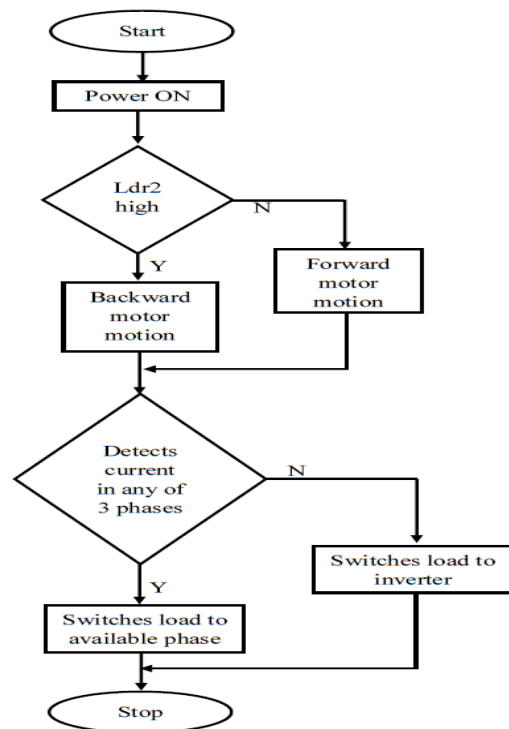 Start
Power ON
Ldr2
high
N
Y
Forward
motor
motion
Backward
motor
motion
Detects
current
in any of
3 phases
N
Y
Switches load to
inverter
Switches load to
available phase
Stop